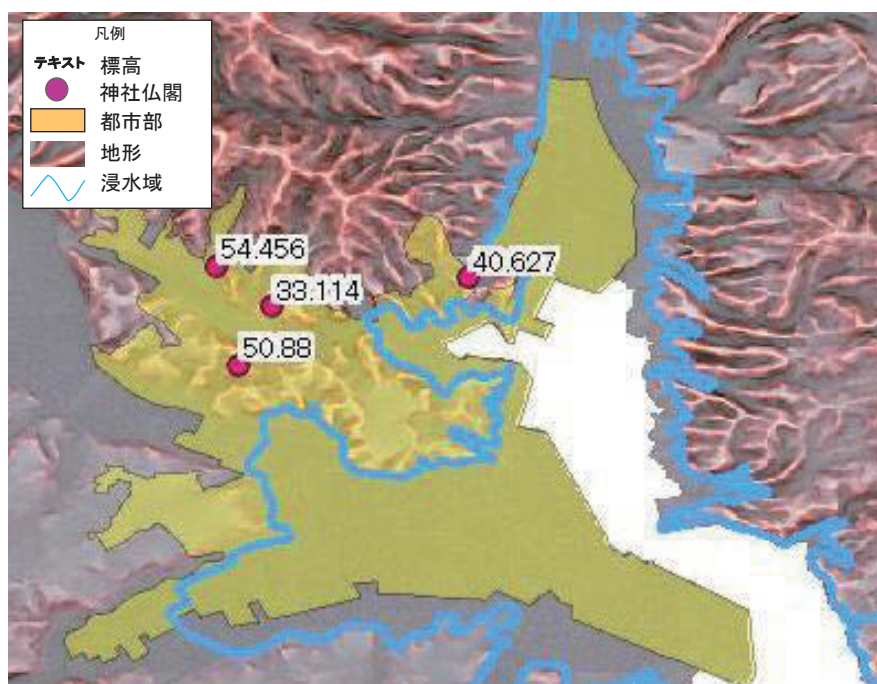 凡例
テキスト 標高
神社仏閣
都市部
地形
浸水域
54.456
33.114
40.627
50.88